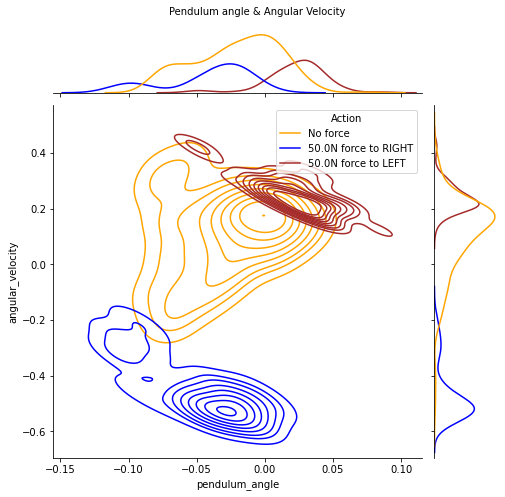 Pendulum angle & Angular Velocity
Action
No force
50.0N force to RIGHT
50.0N force to LEFT
angular_velocity
0.4
0.2
0.0
−0.2
−0.4
−0.6
−0.15
−0.10
−0.05
0.00
0.05
0.10
pendulum_angle